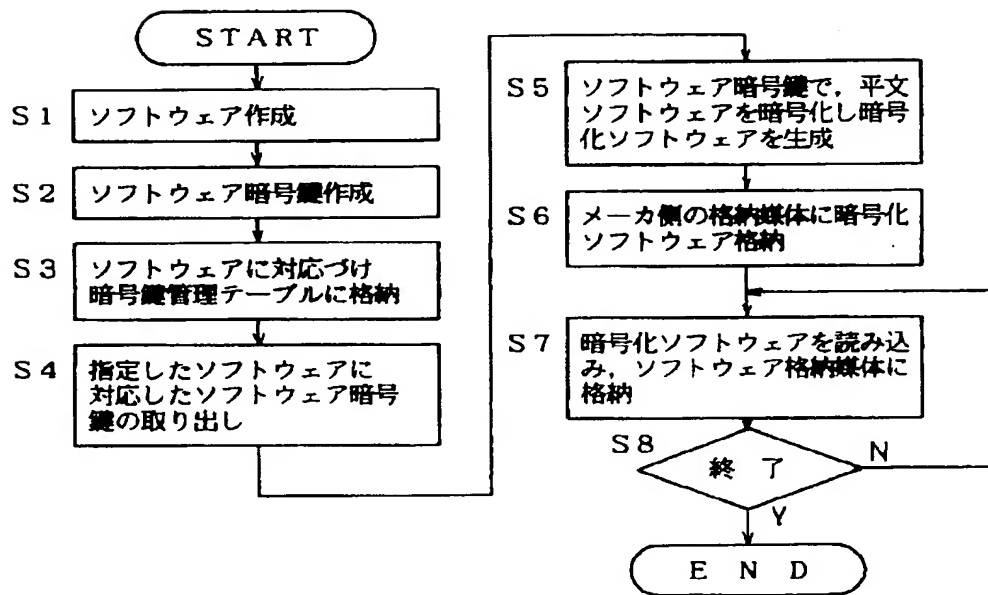 START
S1 ソフトウェア作成
S2 ソフトウェア暗号鍵作成
S3 ソフトウェアに対応づけ
暗号鍵管理テーブルに格納
S4 指定したソフトウェアに
対応したソフトウェア暗号
鍵の取り出し
S5 ソフトウェア暗号鍵で，平文
ソフトウェアを暗号化し暗号
化ソフトウェアを生成
S6 メーカ側の格納媒体に暗号化
ソフトウェア格納
S7 暗号化ソフトウェアを読み込
み，ソフトウェア格納媒体に
格納
S8 終了 N
Y
END